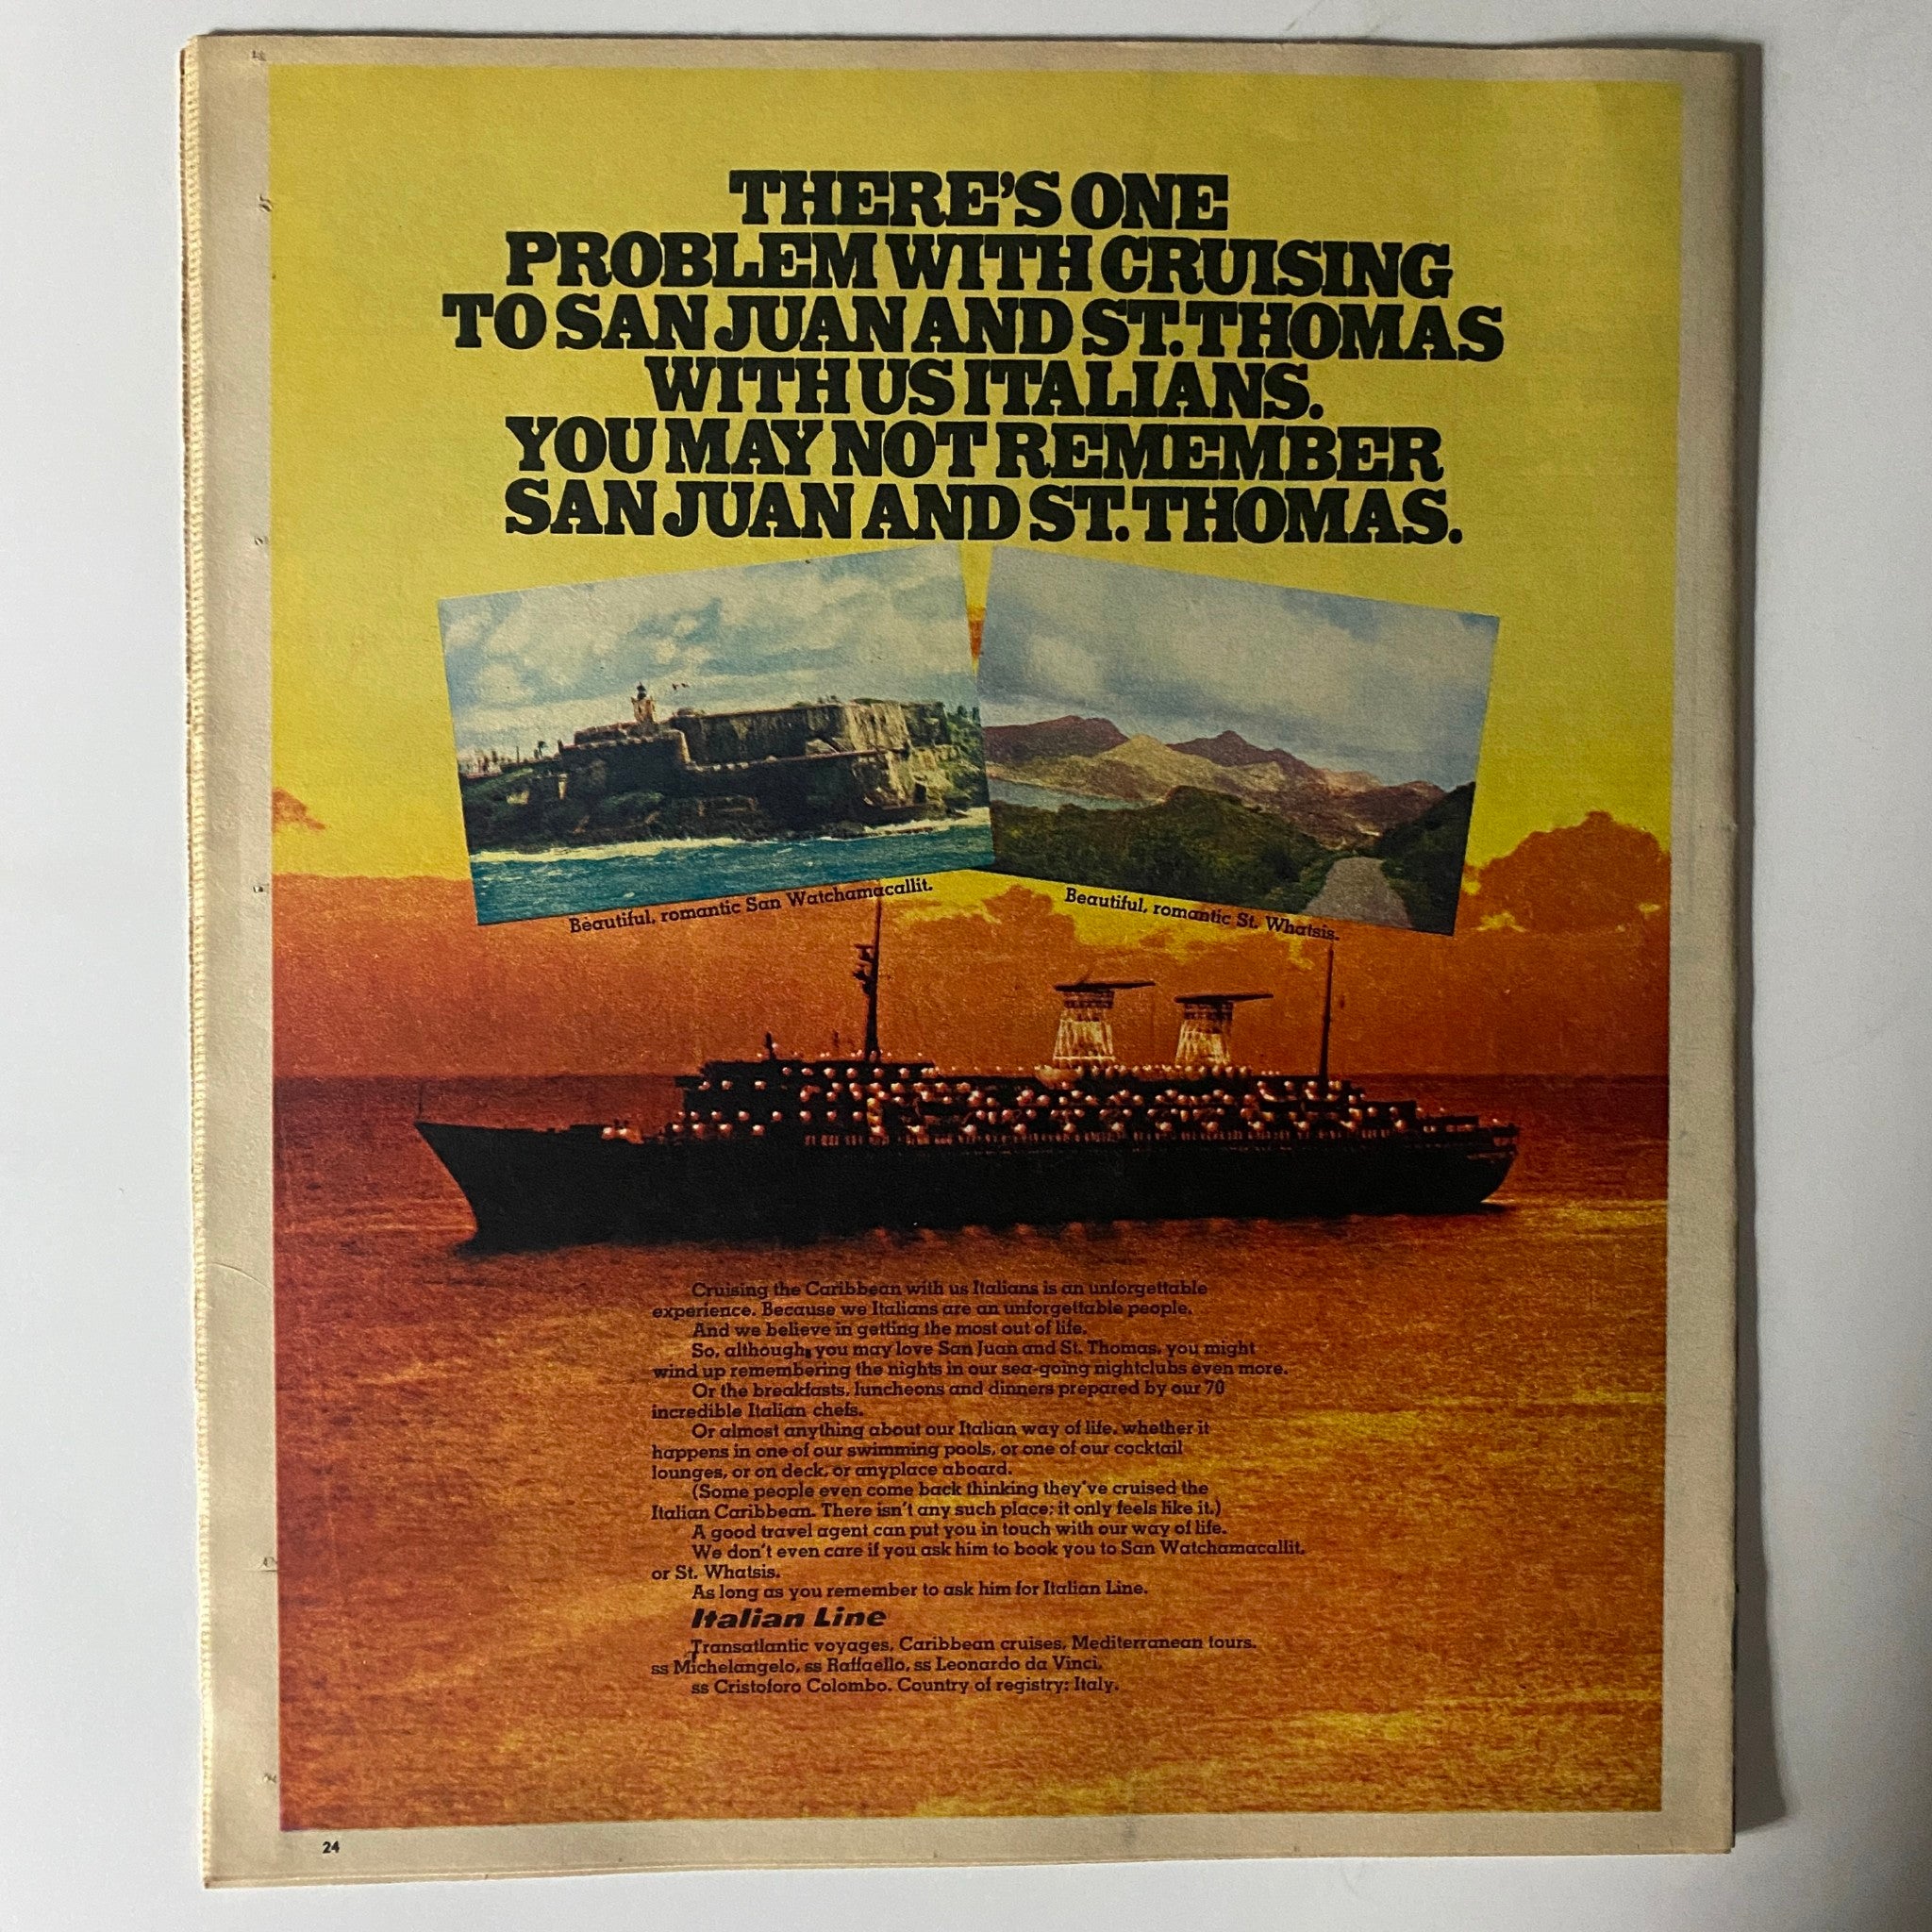 THERE'S ONE
PROBLEM WITH CRUISING
TO SAN JUAN AND ST. THOMAS
WITH US ITALIANS.
YOU MAY NOT REMEMBER
SAN JUAN AND ST. THOMAS.
Beautiful, romantic San Watchamacallit.
Beautiful, romantic St. Whatsis.
Cruising the Caribbean with us Italians is an unforgettable
experience. Because we Italians are an unforgettable people.
And we believe in getting the most out of life.
So, although, you may love San Juan and St. Thomas, you might
wind up remembering the nights in our sea-going nightclubs even more.
Or the breakfasts, luncheons and dinners prepared by our 70
incredible Italian chefs.
Or almost anything about our Italian way of life, whether it
happens in one of our swimming pools, or one of our cocktail
lounges, or on deck, or anyplace aboard.
(Some people even come back thinking they've cruised the
Italian Caribbean. There isn't any such place; it only feels like it.)
A good travel agent can put you in touch with our way of life.
We don't even care if you ask him to book you to San Watchamacallit.
or St. Whatsis.
As long as you remember to ask him for Italian Line.
Italian Line
Transatlantic voyages, Caribbean cruises, Mediterranean tours.
ss Michelangelo, ss Raffaello, ss Leonardo da Vinci,
ss Cristoforo Colombo. Country of registry: Italy.
24